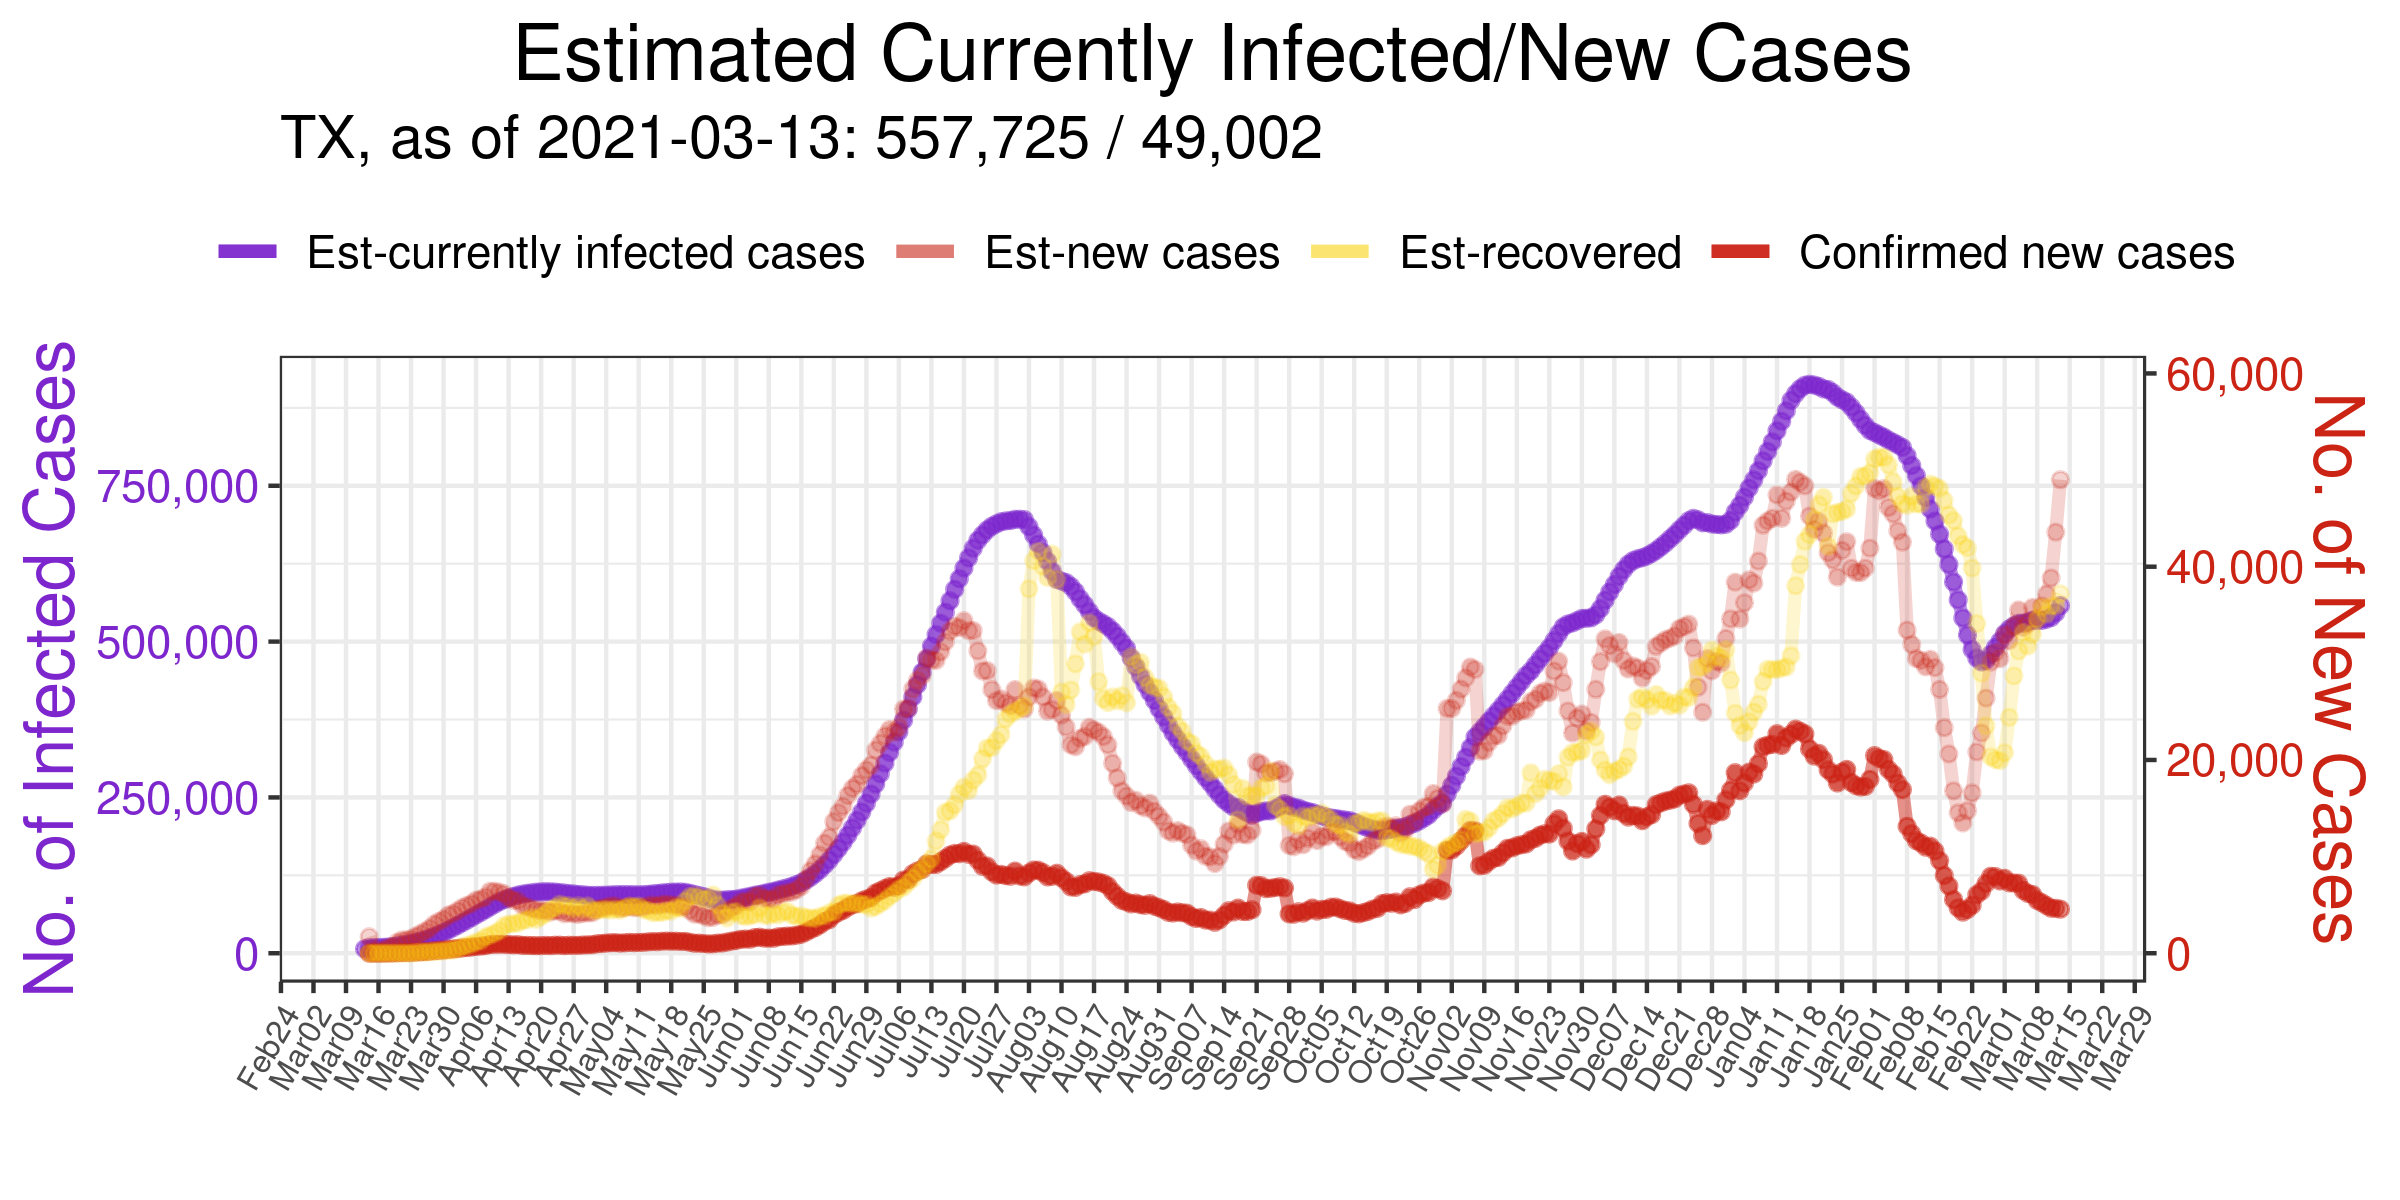 Estimated Currently Infected/New Cases
TX, as of 2021-03-13: 557,725 / 49,002
Est-currently infected cases
Est-new cases
Est-recovered
Confirmed new cases
No. of Infected Cases
750,000
500,000
250,000
0
60,000
40,000
20,000
0
No. of New Cases
Feb24
Mar02
Mar09
Mar16
Mar23
Mar30
Apr06
Apr13
Apr20
Apr27
May04
May11
May18
May25
Jun01
Jun08
Jun15
Jun22
Jun29
Jul06
Jul13
Jul20
Jul27
Aug03
Aug10
Aug17
Aug24
Aug31
Sep07
Sep14
Sep21
Sep28
Oct05
Oct12
Oct19
Oct26
Nov02
Nov09
Nov16
Nov23
Nov30
Dec07
Dec14
Dec21
Dec28
Jan04
Jan11
Jan18
Jan25
Feb01
Feb08
Feb15
Feb22
Mar01
Mar08
Mar15
Mar22
Mar29